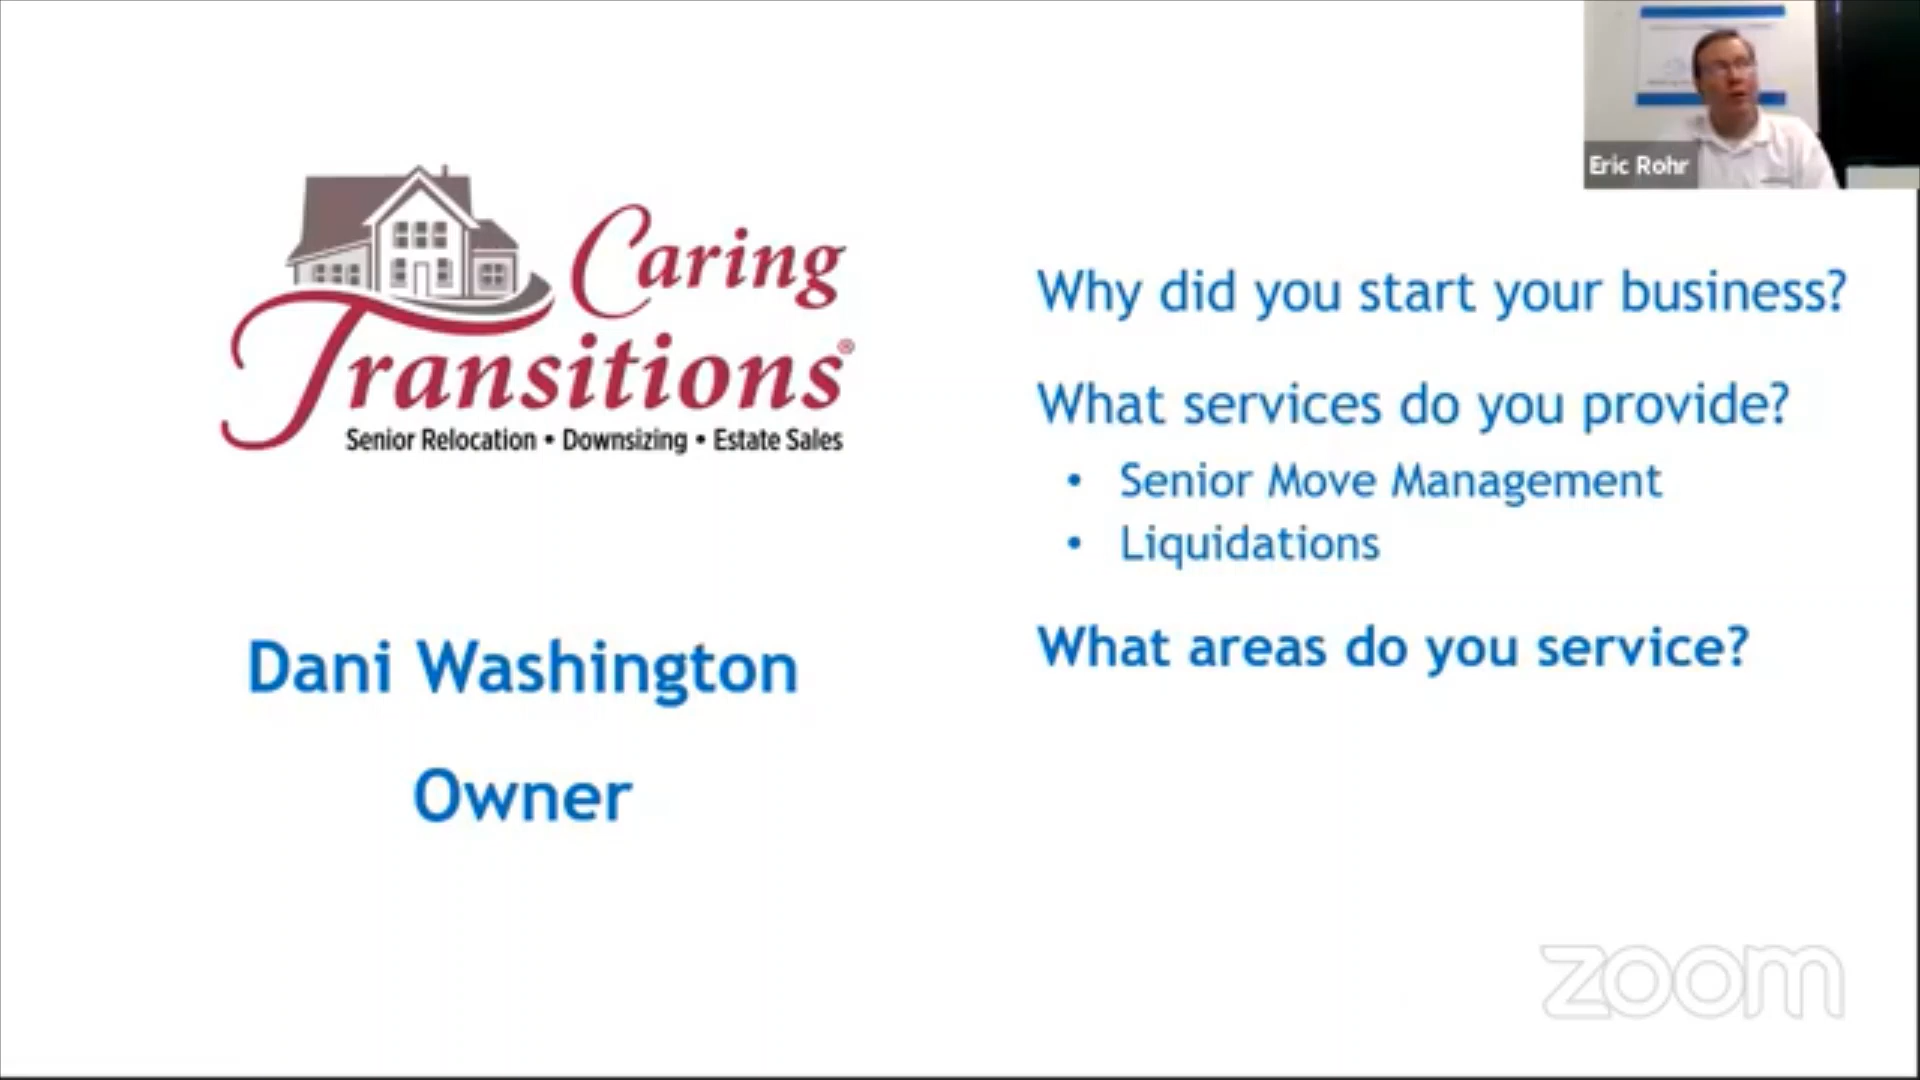 Eric Rohr
Caring
Transitions®
Senior Relocation • Downsizing • Estate Sales
Dani Washington
Owner
Why did you start your business?
What services do you provide?
• Senior Move Management
• Liquidations
What areas do you service?
zoom